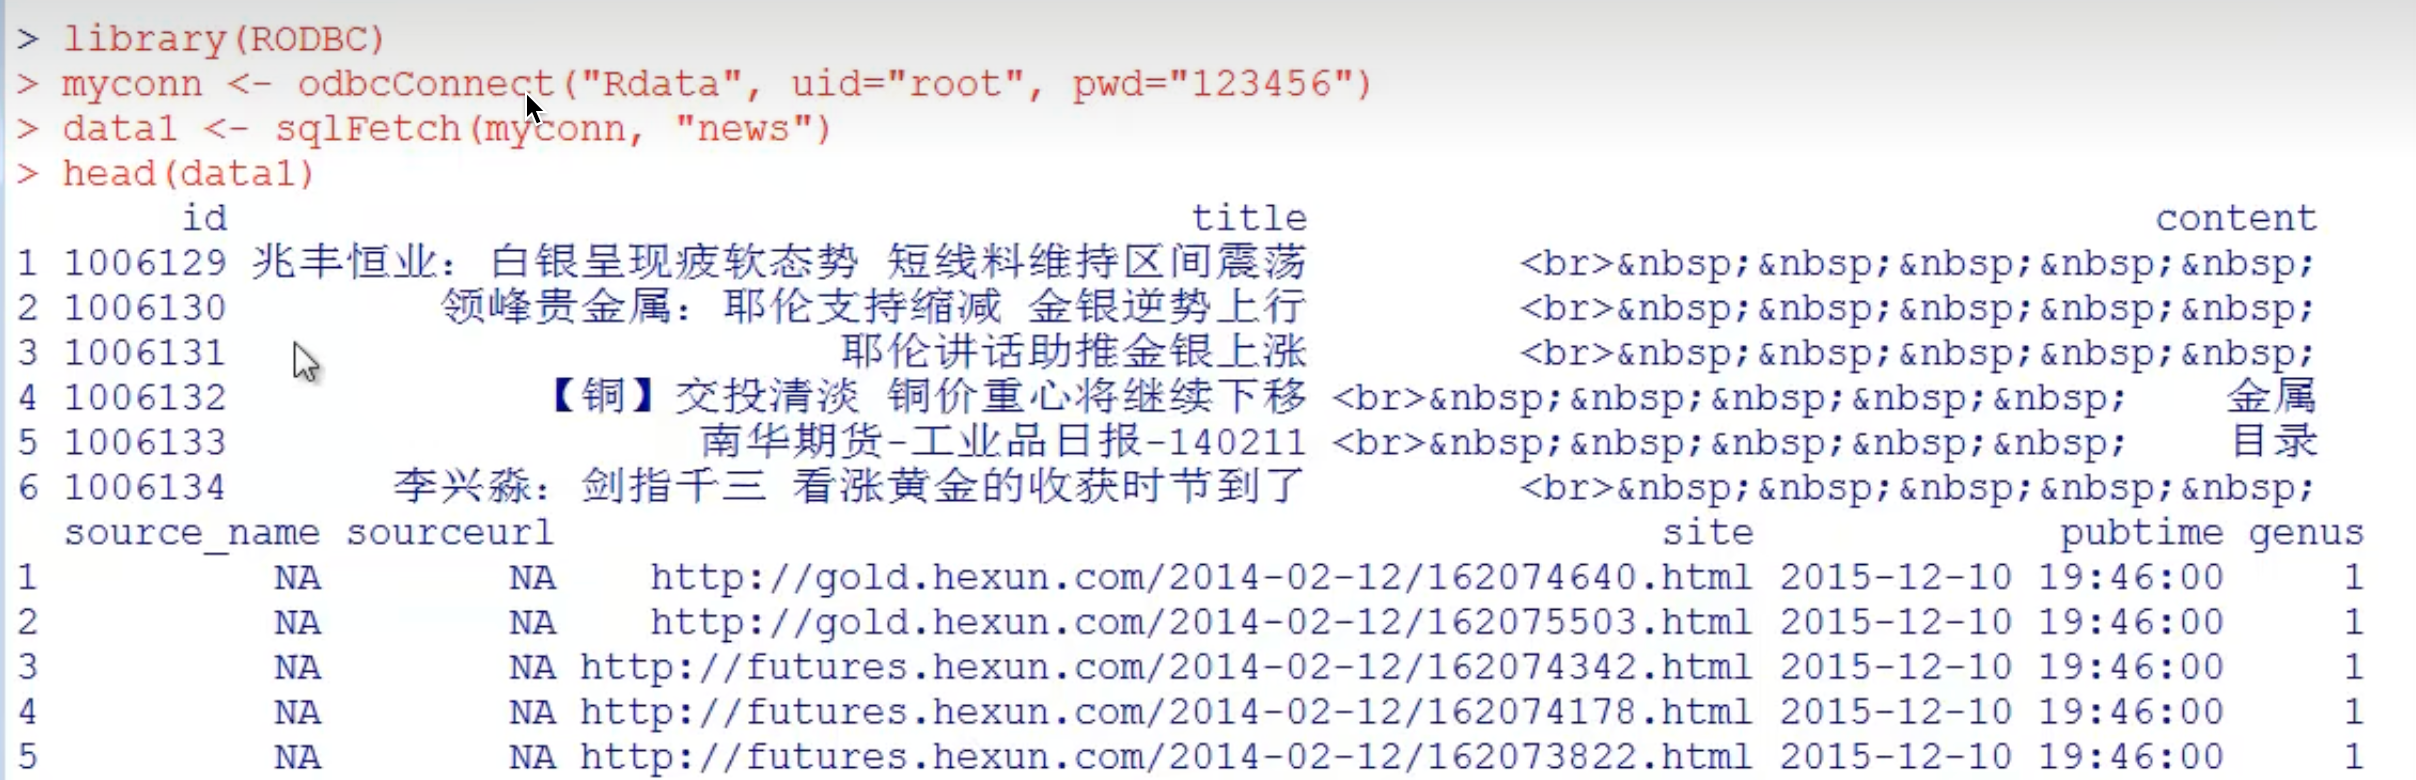 > library(RODBC)
> myconn <- odbcConnect("Rdata", uid="root", pwd="123456")
> data1 <- sqlFetch(myconn, "news")
> head(data1)
id title content
1 1006129 兆丰恒业：白银呈现疲软态势 短线料维持区间震荡 <br>&nbsp;&nbsp;&nbsp;&nbsp;&nbsp;
2 1006130 领峰贵金属：耶伦支持缩减 金银逆势上行 <br>&nbsp;&nbsp;&nbsp;&nbsp;&nbsp;
3 1006131 耶伦讲话助推金银上涨 <br>&nbsp;&nbsp;&nbsp;&nbsp;&nbsp;
4 1006132 【铜】交投清淡 铜价重心将继续下移 <br>&nbsp;&nbsp;&nbsp;&nbsp;&nbsp; 金属
5 1006133 南华期货-工业品日报-140211 <br>&nbsp;&nbsp;&nbsp;&nbsp;&nbsp; 目录
6 1006134 李兴淼：剑指千三 看涨黄金的收获时节到了 <br>&nbsp;&nbsp;&nbsp;&nbsp;&nbsp;
source_name sourceurl site pubtime genus
1 NA NA http://gold.hexun.com/2014-02-12/162074640.html 2015-12-10 19:46:00 1
2 NA NA http://gold.hexun.com/2014-02-12/162075503.html 2015-12-10 19:46:00 1
3 NA NA http://futures.hexun.com/2014-02-12/162074342.html 2015-12-10 19:46:00 1
4 NA NA http://futures.hexun.com/2014-02-12/162074178.html 2015-12-10 19:46:00 1
5 NA NA http://futures.hexun.com/2014-02-12/162073822.html 2015-12-10 19:46:00 1